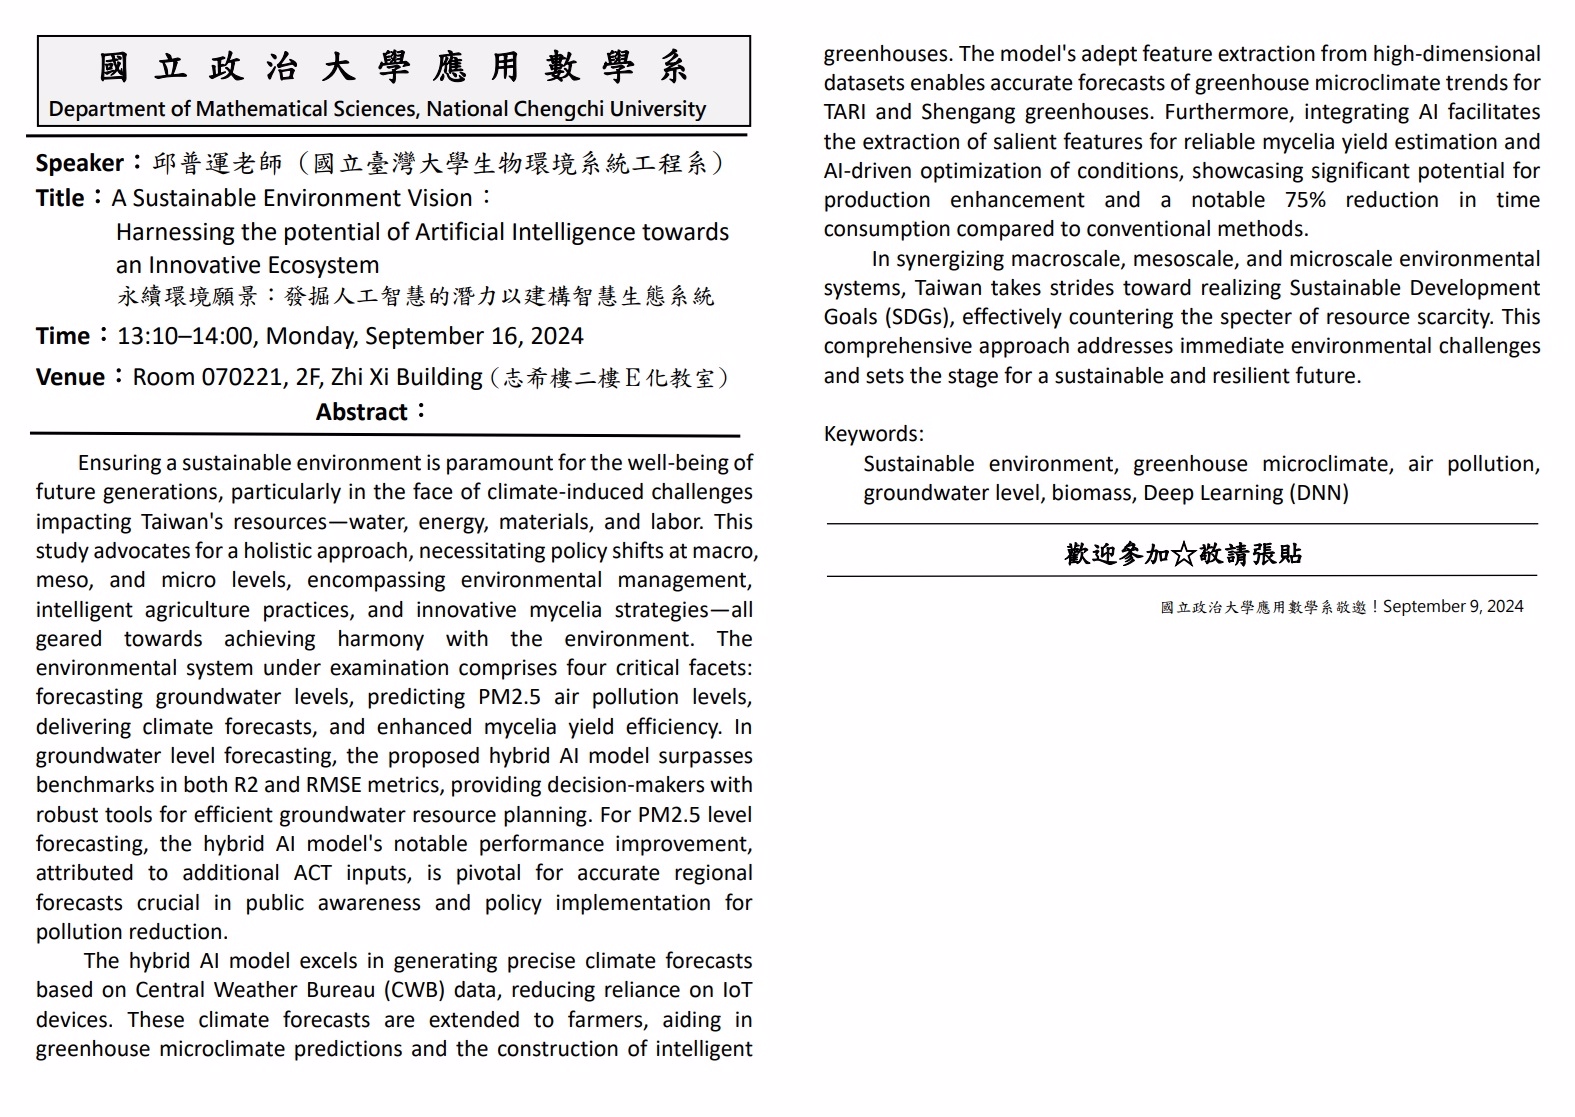 國立政治大學應用數學系
Department of Mathematical Sciences, National Chengchi University
Speaker：邱普運老師（國立臺灣大學生物環境系統工程系）
Title：A Sustainable Environment Vision：
Harnessing the potential of Artificial Intelligence towards
an Innovative Ecosystem
永續環境願景：發掘人工智慧的潛力以建構智慧生態系統
Time：13:10–14:00, Monday, September 16, 2024
Venue：Room 070221, 2F, Zhi Xi Building（志希樓二樓Ｅ化教室）
Abstract：
Ensuring a sustainable environment is paramount for the well-being of
future generations, particularly in the face of climate-induced challenges
impacting Taiwan's resources—water, energy, materials, and labor. This
study advocates for a holistic approach, necessitating policy shifts at macro,
meso, and micro levels, encompassing environmental management,
intelligent agriculture practices, and innovative mycelia strategies—all
geared towards achieving harmony with the environment. The
environmental system under examination comprises four critical facets:
forecasting groundwater levels, predicting PM2.5 air pollution levels,
delivering climate forecasts, and enhanced mycelia yield efficiency. In
groundwater level forecasting, the proposed hybrid AI model surpasses
benchmarks in both R2 and RMSE metrics, providing decision-makers with
robust tools for efficient groundwater resource planning. For PM2.5 level
forecasting, the hybrid AI model's notable performance improvement,
attributed to additional ACT inputs, is pivotal for accurate regional
forecasts crucial in public awareness and policy implementation for
pollution reduction.
The hybrid AI model excels in generating precise climate forecasts
based on Central Weather Bureau (CWB) data, reducing reliance on IoT
devices. These climate forecasts are extended to farmers, aiding in
greenhouse microclimate predictions and the construction of intelligent
greenhouses. The model's adept feature extraction from high-dimensional
datasets enables accurate forecasts of greenhouse microclimate trends for
TARI and Shengang greenhouses. Furthermore, integrating AI facilitates
the extraction of salient features for reliable mycelia yield estimation and
AI-driven optimization of conditions, showcasing significant potential for
production enhancement and a notable 75% reduction in time
consumption compared to conventional methods.
In synergizing macroscale, mesoscale, and microscale environmental
systems, Taiwan takes strides toward realizing Sustainable Development
Goals (SDGs), effectively countering the specter of resource scarcity. This
comprehensive approach addresses immediate environmental challenges
and sets the stage for a sustainable and resilient future.
Keywords:
Sustainable environment, greenhouse microclimate, air pollution,
groundwater level, biomass, Deep Learning (DNN)
歡迎參加☆敬請張貼
國立政治大學應用數學系敬邀！September 9, 2024